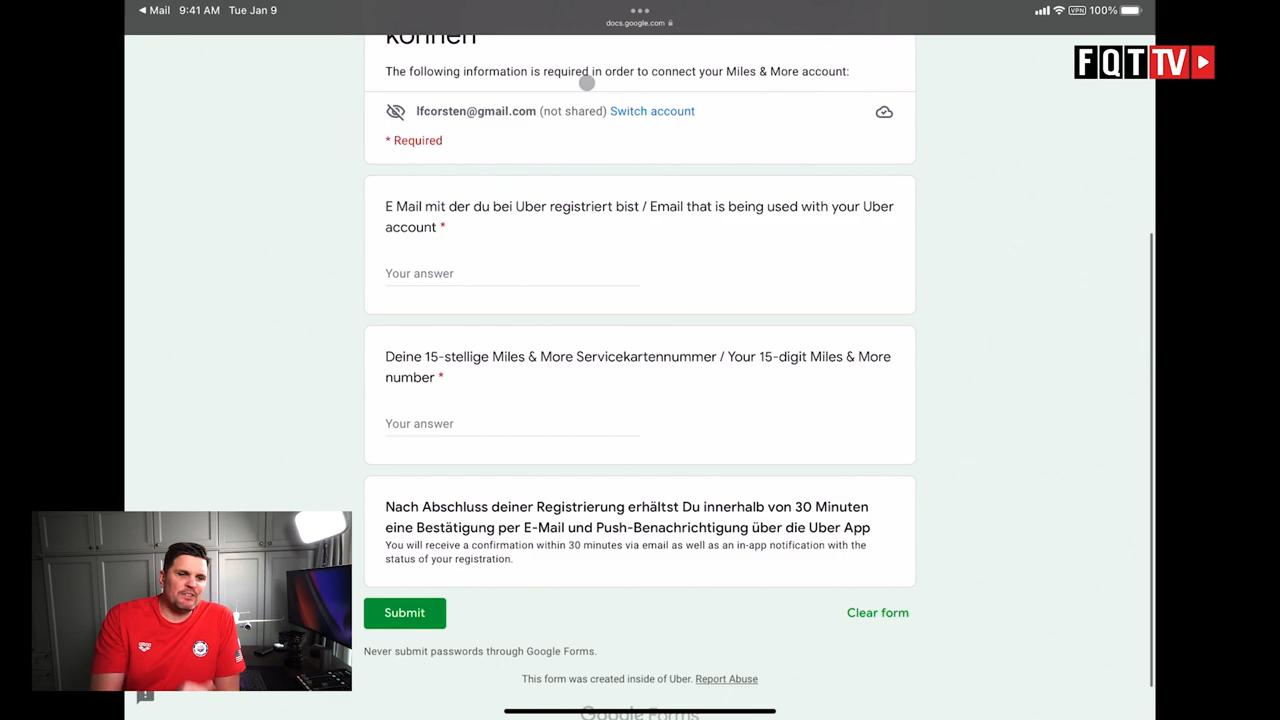 Mail 9:41 AM Tue Jan 9
docs.google.com
VPN 100%
FQTTV
können
The following information is required in order to connect your Miles & More account:
lfcorsten@gmail.com (not shared) Switch account
* Required
E Mail mit der du bei Uber registriert bist / Email that is being used with your Uber
account *
Your answer
Deine 15-stellige Miles & More Servicekartennummer / Your 15-digit Miles & More
number *
Your answer
Nach Abschluss deiner Registrierung erhältst Du innerhalb von 30 Minuten
eine Bestätigung per E-Mail und Push-Benachrichtigung über die Uber App
You will receive a confirmation within 30 minutes via email as well as an in-app notification with the
status of your registration.
Submit
Clear form
Never submit passwords through Google Forms.
This form was created inside of Uber. Report Abuse
Google Forms